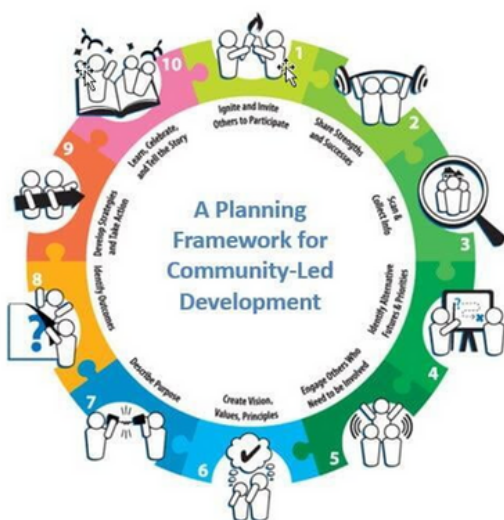 A Planning
Framework for
Community-Led
Development
1
Ignite and Invite
Others to Participate
2
Share Strengths
and Successes
3
Scan &
Collect Info
4
Identify Alternative
Futures & Priorities
5
Engage Others Who
Need to be Involved
6
Create Vision,
Values, Principles
7
Describe Purpose
8
Identify Outcomes
9
Develop Strategies
and Take Action
10
Learn, Celebrate,
and Tell the Story
?
?
x